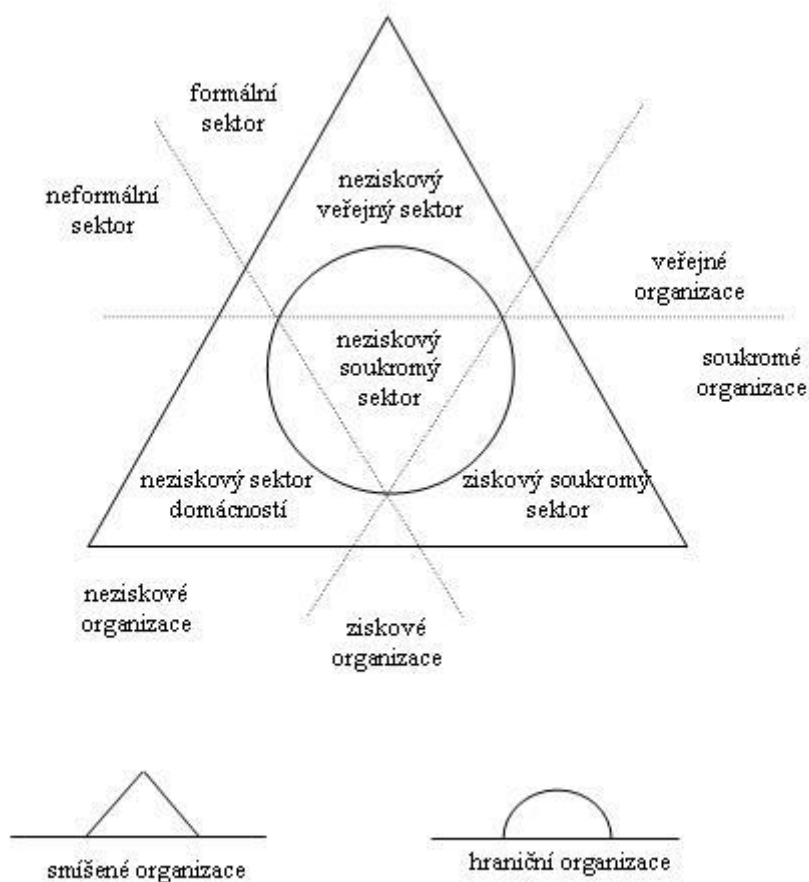 formální
sektor
neformální
sektor
neziskový
veřejný sektor
veřejné
organizace
neziskový
soukromý
sektor
soukromé
organizace
neziskový sektor
domácností
ziskový soukromý
sektor
neziskové
organizace
ziskové
organizace
smíšené organizace
hraniční organizace